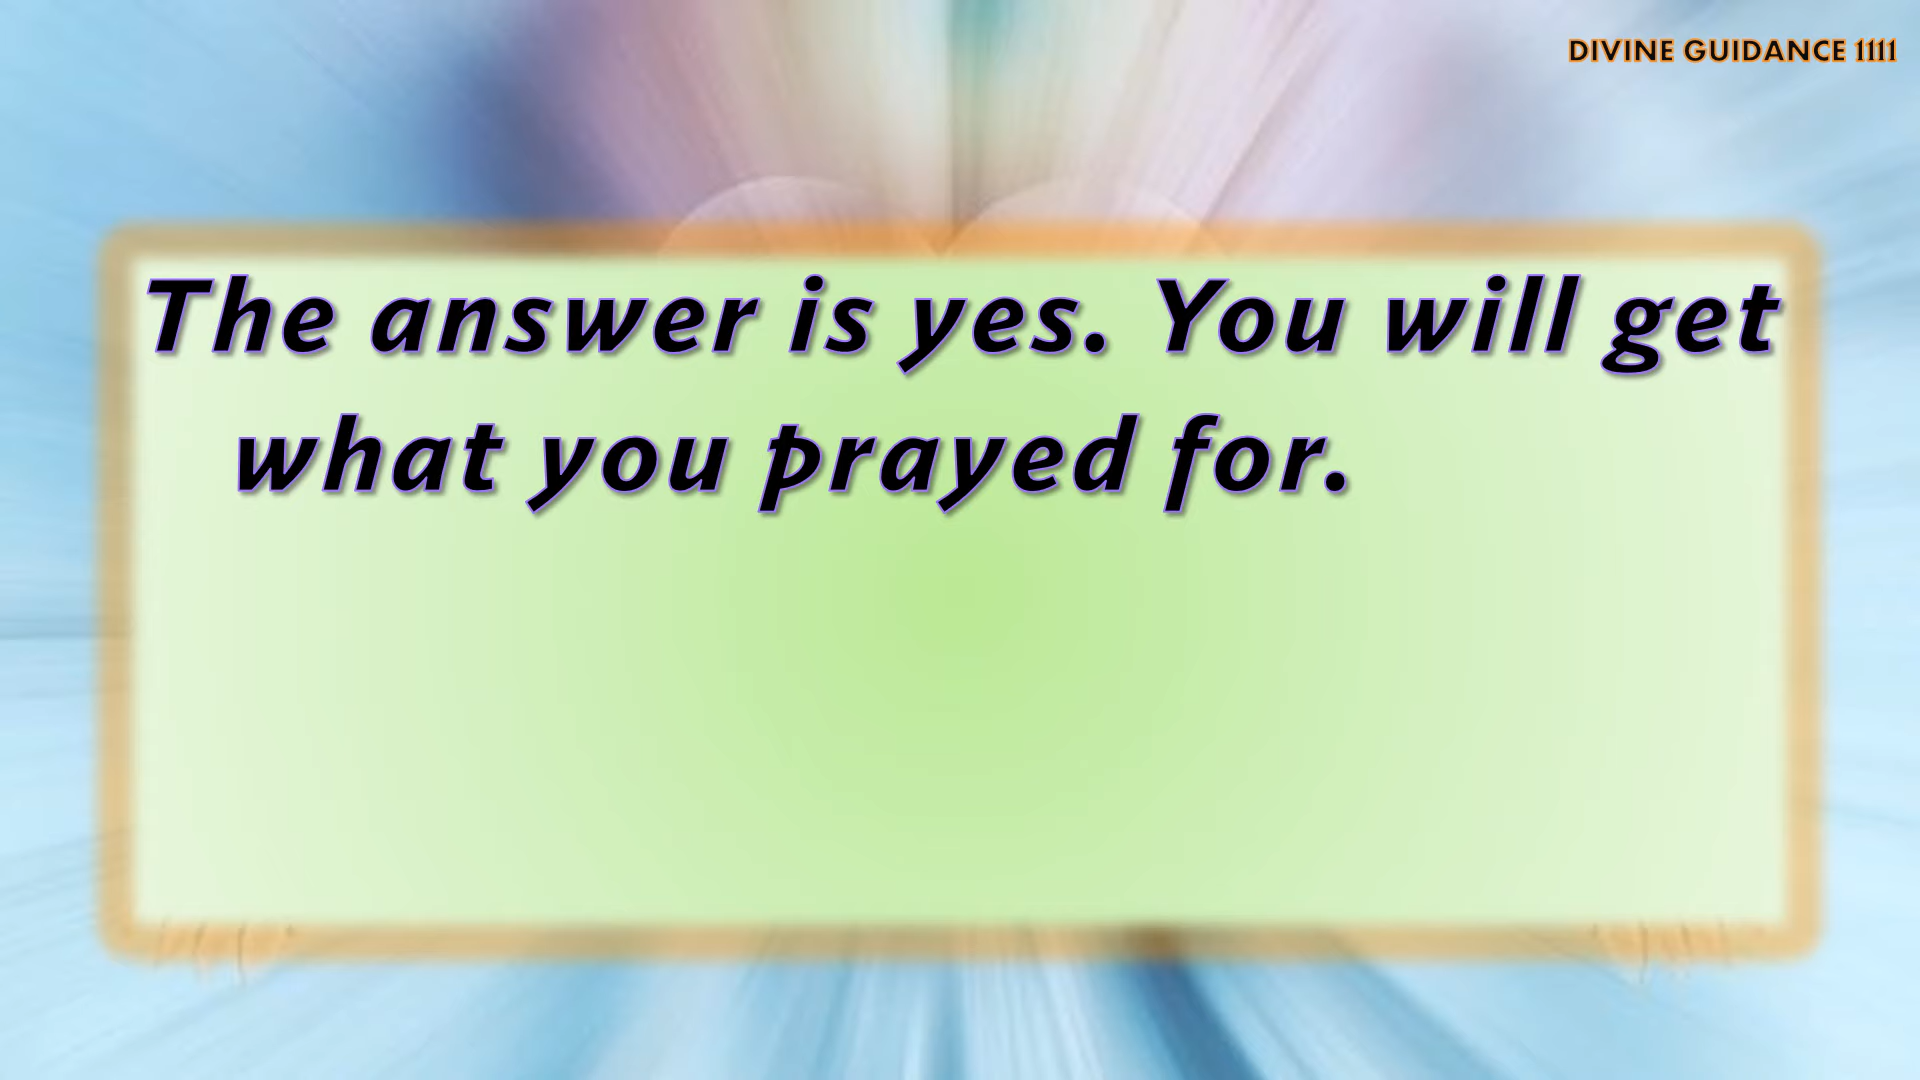 DIVINE GUIDANCE 1111
The answer is yes. You will get
what you prayed for.